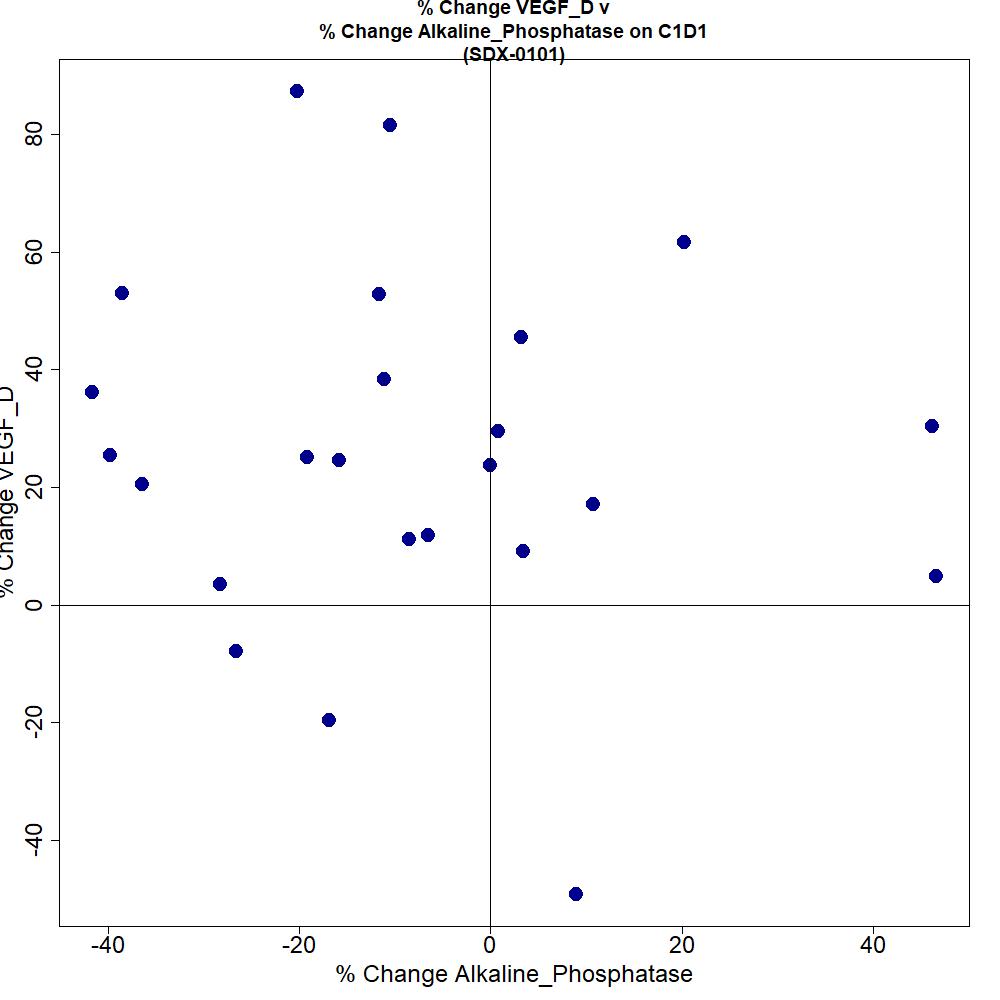 % Change VEGF_D v
% Change Alkaline_Phosphatase on C1D1
(SDX-0101)
% Change VEGF_D
80
60
40
20
0
-20
-40
-40 -20 0 20 40
% Change Alkaline_Phosphatase